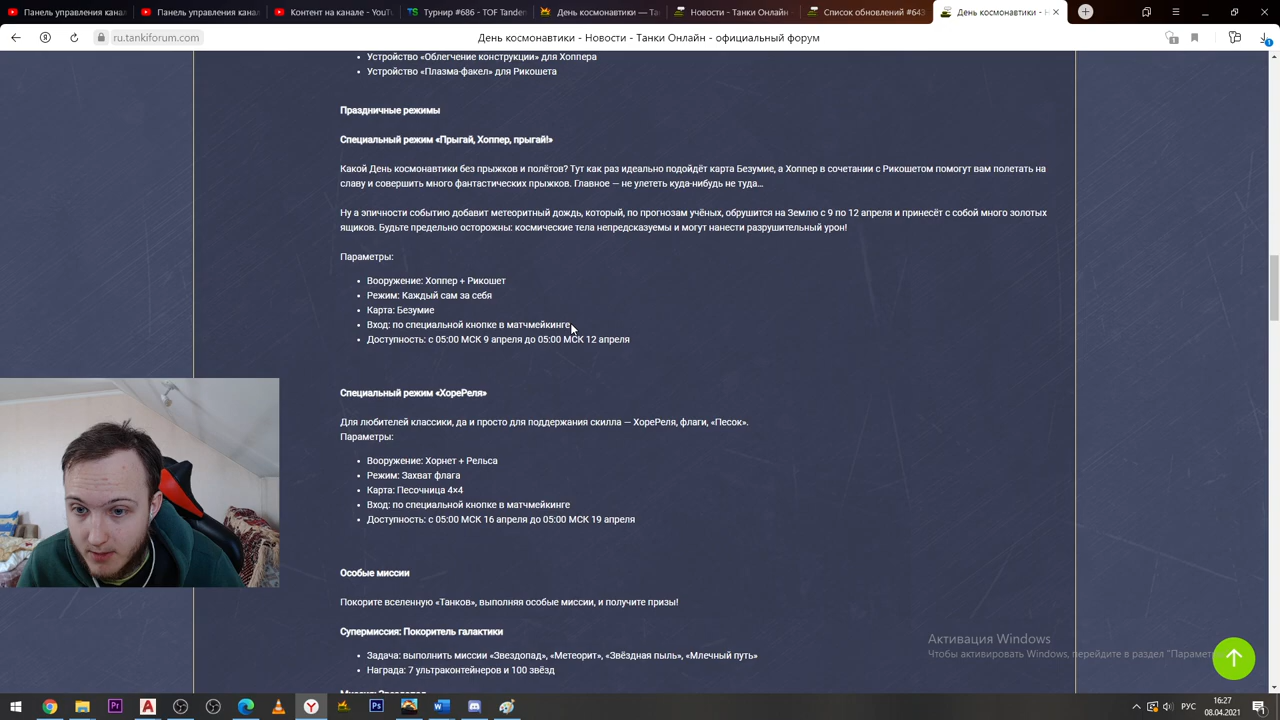 Панель управления канал
Панель управления канал
Контент на канале - YouT
Турнир #686 - TOF Tanden
День космонавтики — Та
Новости - Танки Онлайн -
Список обновлений #643
День космонавтики - Н
ru.tankiforum.com
День космонавтики - Новости - Танки Онлайн - официальный форум
Устройство «Облегчение конструкции» для Хоппера
Устройство «Плазма-факел» для Рикошета
Праздничные режимы
Специальный режим «Прыгай, Хоппер, прыгай!»
Какой День космонавтики без прыжков и полётов? Тут как раз идеально подойдёт карта Безумие, а Хоппер в сочетании с Рикошетом помогут вам полетать на
славу и совершить много фантастических прыжков. Главное — не улететь куда-нибудь не туда...
Ну а эпичности событию добавит метеоритный дождь, который, по прогнозам учёных, обрушится на Землю с 9 по 12 апреля и принесёт с собой много золотых
ящиков. Будьте предельно осторожны: космические тела непредсказуемы и могут нанести разрушительный урон!
Параметры:
Вооружение: Хоппер + Рикошет
Режим: Каждый сам за себя
Карта: Безумие
Вход: по специальной кнопке в матчмейкинге
Доступность: с 05:00 МСК 9 апреля до 05:00 МСК 12 апреля
Специальный режим «ХореРеля»
Для любителей классики, да и просто для поддержания скилла — ХореРеля, флаги, «Песок».
Параметры:
Вооружение: Хорнет + Рельса
Режим: Захват флага
Карта: Песочница 4×4
Вход: по специальной кнопке в матчмейкинге
Доступность: с 05:00 МСК 16 апреля до 05:00 МСК 19 апреля
Особые миссии
Покорите вселенную «Танков», выполняя особые миссии, и получите призы!
Супермиссия: Покоритель галактики
Задача: выполнить миссии «Звездопад», «Метеорит», «Звёздная пыль», «Млечный путь»
Награда: 7 ультраконтейнеров и 100 звёзд
Миссия: Звездопад
Активация Windows
Чтобы активировать Windows, перейдите в раздел "Парамет
РУС
16:27
08.04.2021